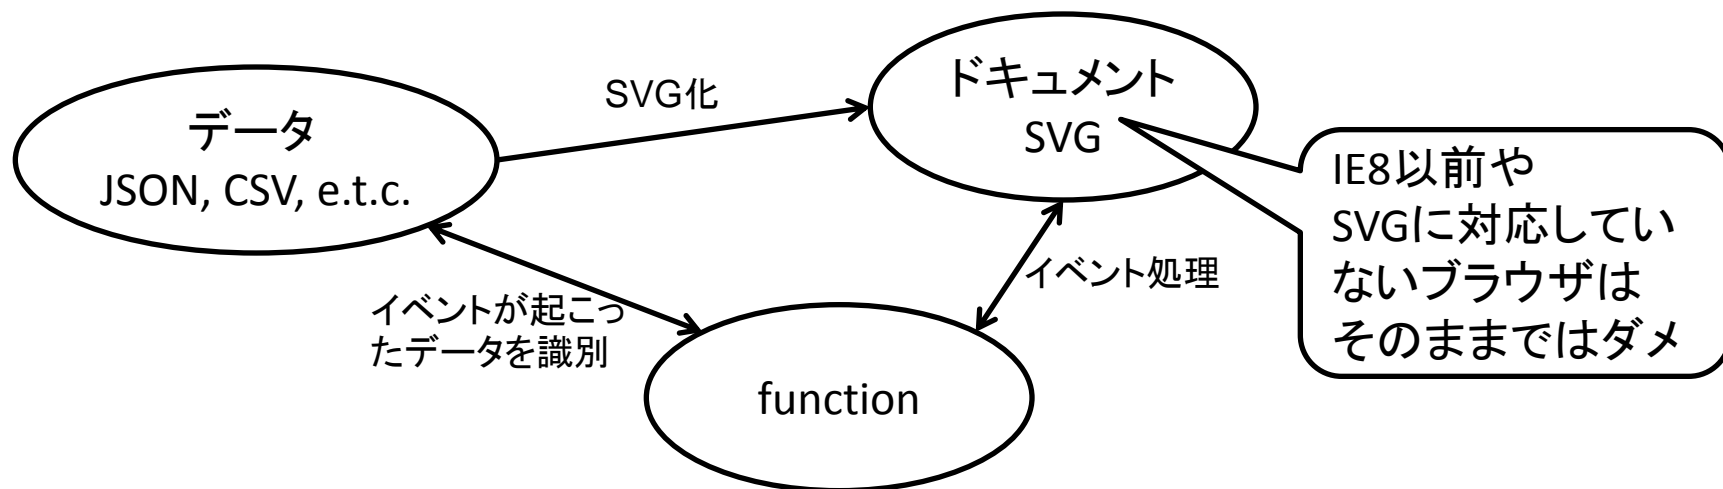 データ
JSON, CSV, e.t.c.
SVG化
ドキュメント
SVG
IE8以前や
SVGに対応してい
ないブラウザは
そのままではダメ
イベントが起こっ
たデータを識別
イベント処理
function